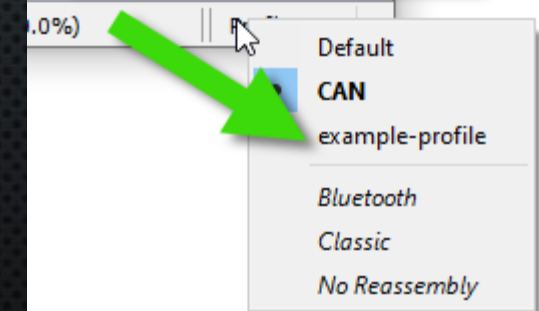 .0%)
Default
CAN
example-profile
Bluetooth
Classic
No Reassembly